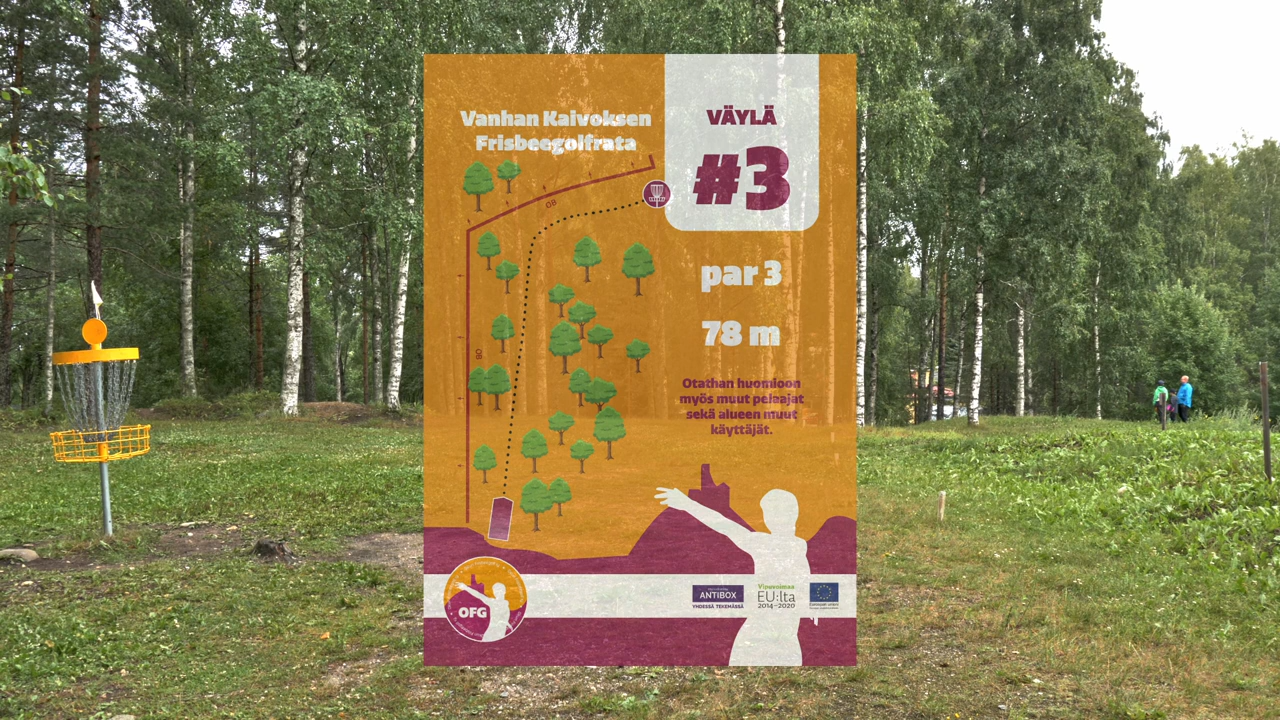 Vanhan Kaivoksen
Frisbeegolfrata
VÄYLÄ
#3
par 3
78 m
Otathan huomioon
myös muut pelaajat
sekä alueen muut
käyttäjät.
OB
OB
OFG
ANTIBOX
YHDESSÄ TEKEMÄSSÄ
Vipuvoimaa
EU:lta
2014–2020